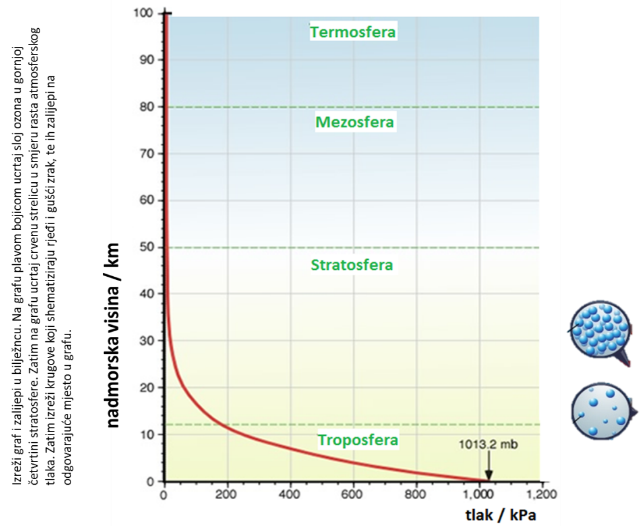 Izreži graf i zalijepi u bilježncu. Na grafu plavom bojicom ucrtaj sloj ozona u gornjoj
četvrtini stratosfere. Zatim na grafu ucrtaj crvenu strelicu u smjeru rasta atmosferskog
tlaka. Zatim izreži krugove koji shematiziraju rjeđi i gušći zrak, te ih zalijepi na
odgovarajuće mjesto u grafu.
nadmorska visina / km
100
90
80
70
60
50
40
30
20
10
0
Termosfera
Mezosfera
Stratosfera
Troposfera
1013.2 mb
0
200
400
600
800
1,000
1,200
tlak / kPa